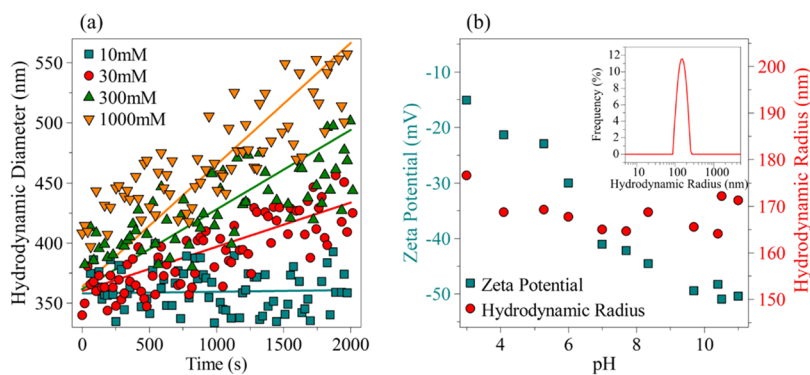 (a)
Hydrodynamic Diameter (nm)
550
500
450
400
350
10mM
30mM
300mM
1000mM
0 500 1000 1500 2000
Time (s)
(b)
Zeta Potential (mV)
-10
-20
-30
-40
-50
Zeta Potential
Hydrodynamic Radius
4 6 8 10
pH
200
190
180
170
160
150
Hydrodynamic Radius (nm)
Frequency (%)
12
10
8
6
4
2
0
10 100 1000
Hydrodynamic Radius (nm)